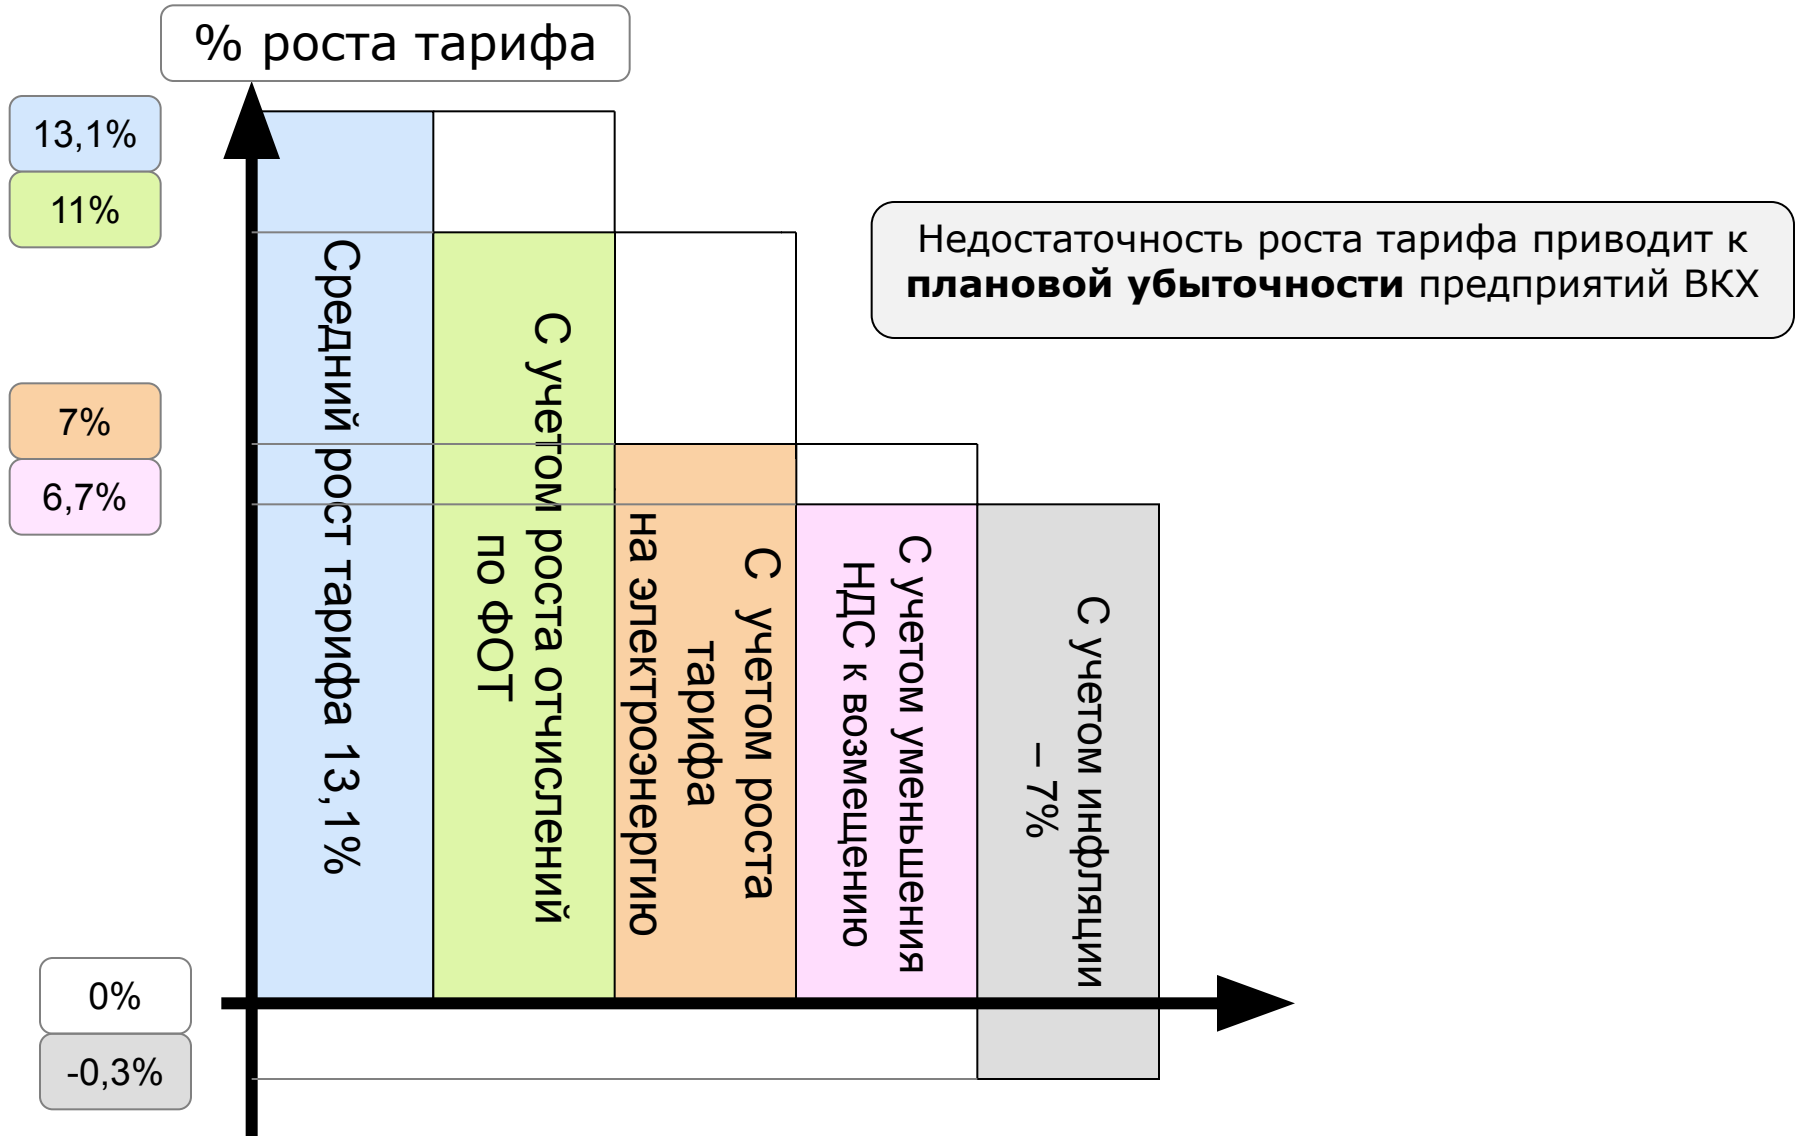 % роста тарифа
13,1%
11%
7%
6,7%
0%
-0,3%
Средний рост тарифа 13,1%
С учетом роста отчислений
по ФОТ
С учетом роста
тарифа
на электроэнергию
С учетом уменьшения
НДС к возмещению
С учетом инфляции
– 7%
Недостаточность роста тарифа приводит к
плановой убыточности предприятий ВКХ